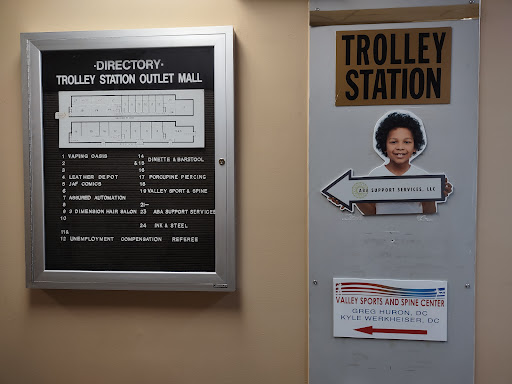 ·DIRECTORY·
TROLLEY STATION OUTLET MALL
1 VAPING OASIS
2
3
4 LEATHER DEPOT
5 JAF COMICS
6
7 ASSURED AUTOMATION
8
9 3 DIMENSION HAIR SALON
10
11A
12 UNEMPLOYMENT COMPENSATION REFEREE
14 DINETTE & BARSTOOL
&15
16
17 PORCUPINE PIERCING
18
19 VALLEY SPORT & SPINE
21-
23 ABA SUPPORT SERVICES
24 INK & STEEL
TROLLEY
STATION
ABA SUPPORT SERVICES, LLC
VALLEY SPORTS AND SPINE CENTER
GREG HURON, DC
KYLE WERKHEISER, DC